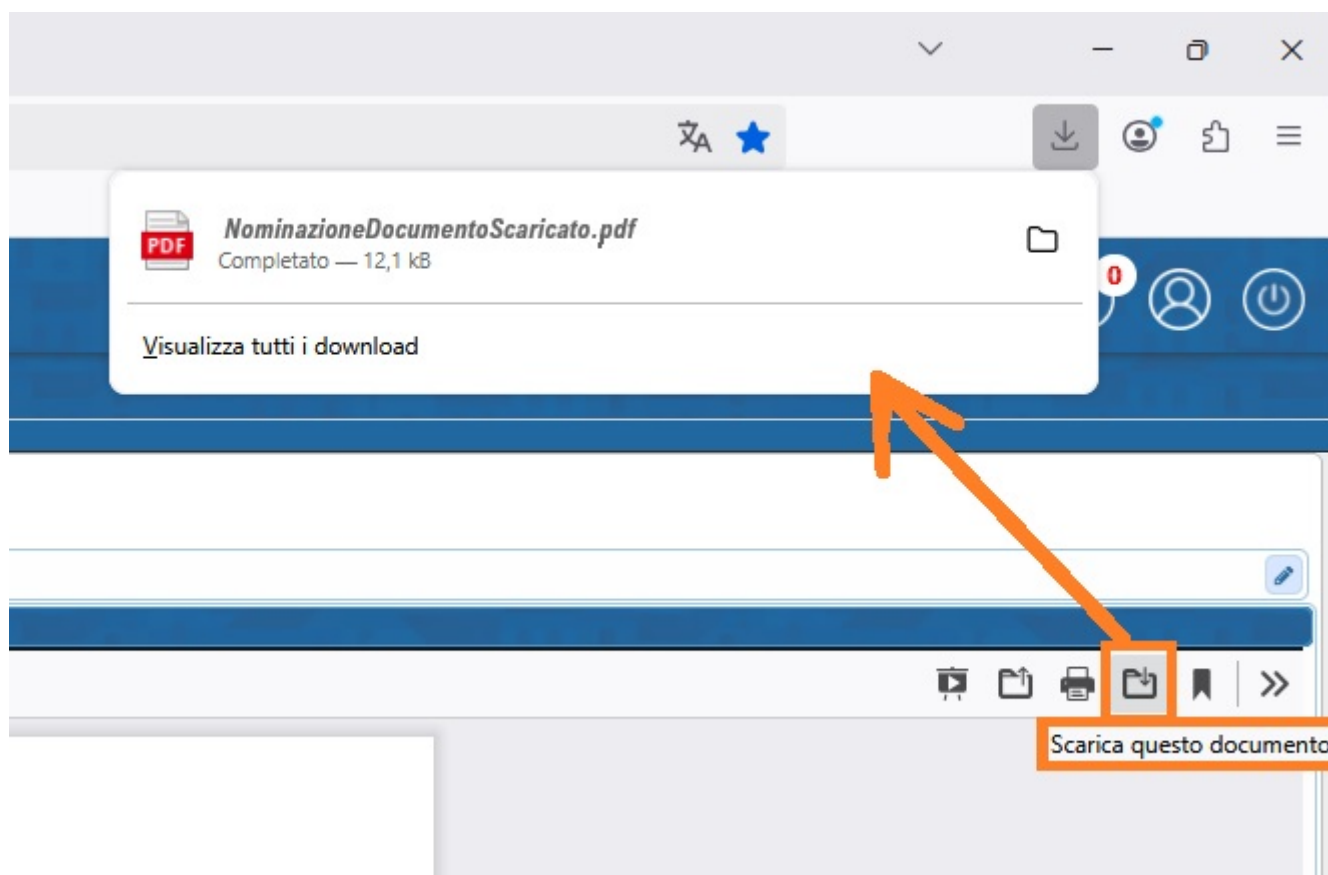 NominazioneDocumentoScaricato.pdf
PDF
Completato — 12,1 kB
Visualizza tutti i download
0
Scarica questo documento